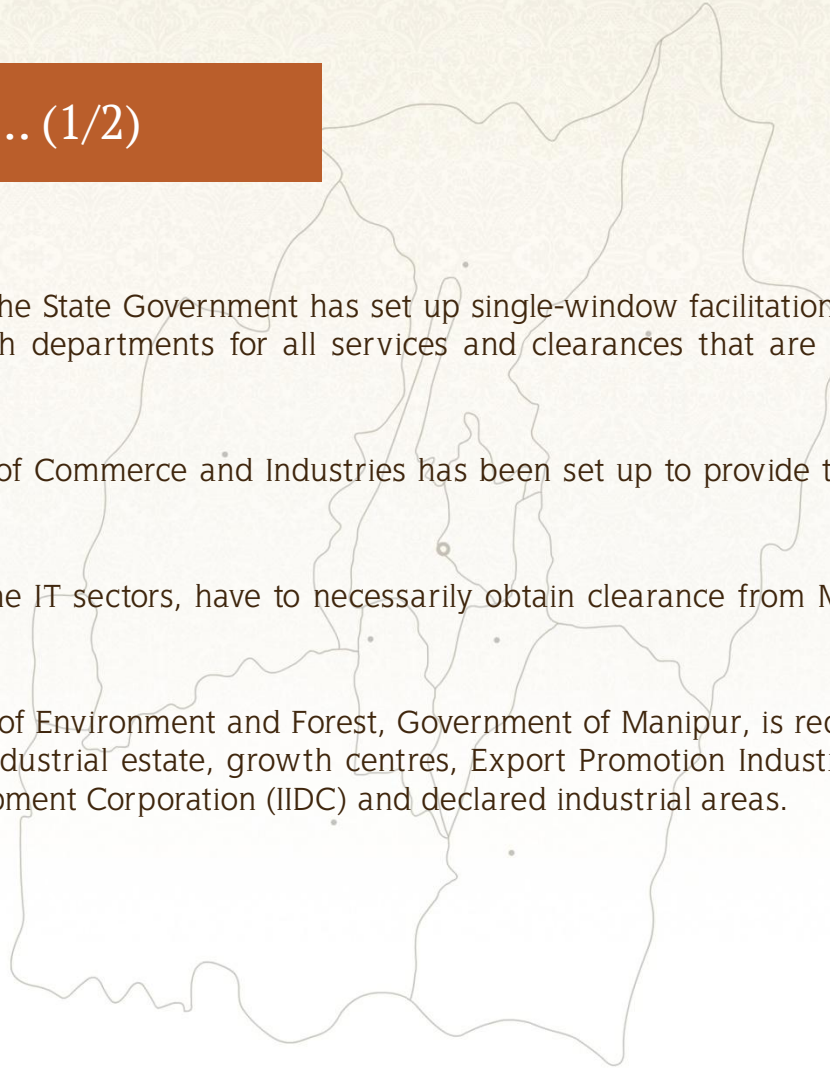 .. (1/2)
he State Government has set up single-window facilitation
h departments for all services and clearances that are
of Commerce and Industries has been set up to provide t
ne IT sectors, have to necessarily obtain clearance from M
of Environment and Forest, Government of Manipur, is rec
dustrial estate, growth centres, Export Promotion Industi
pment Corporation (IIDC) and declared industrial areas.